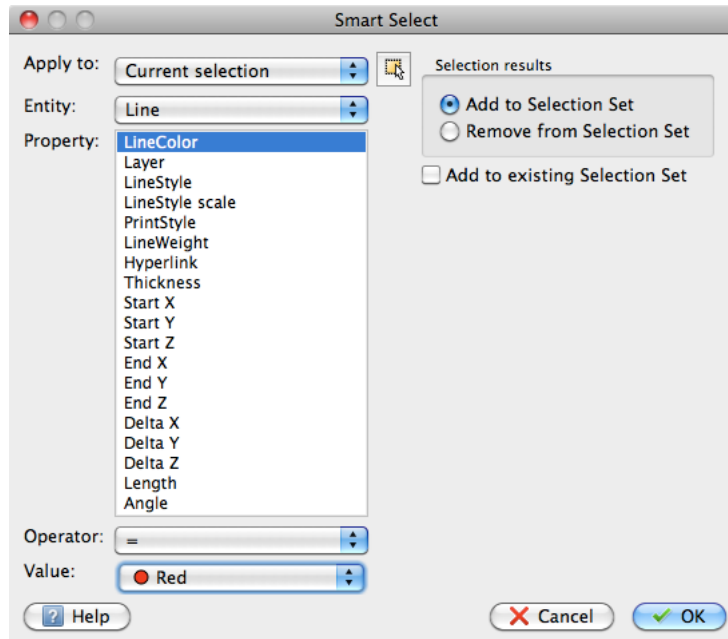 Smart Select
Apply to: Current selection
Entity: Line
Property:
LineColor
Layer
LineStyle
LineStyle scale
PrintStyle
LineWeight
Hyperlink
Thickness
Start X
Start Y
Start Z
End X
End Y
End Z
Delta X
Delta Y
Delta Z
Length
Angle
Operator: =
Value: Red
Selection results
Add to Selection Set
Remove from Selection Set
Add to existing Selection Set
? Help
Cancel
OK